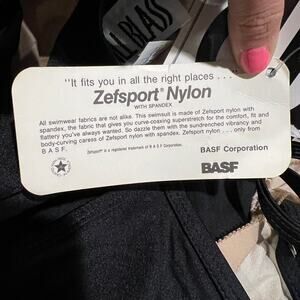 LL BLASS
"It fits you in all the right places . . .
Zefsport® Nylon
WITH SPANDEX
All swimwear fabrics are not alike. This swimsuit is made of Zefsport nylon with
spandex, the fabric that gives you curve-coaxing superstretch for the comfort, fit and
flattery you've always wanted. So dazzle them with the sundrenched vibrancy and
body-curving caress of Zefsport nylon with spandex. Zefsport nylon . . . only from
B A S F.
Zefsport® is a registered trademark of B A S F Corporation.
BASF Corporation
BASF